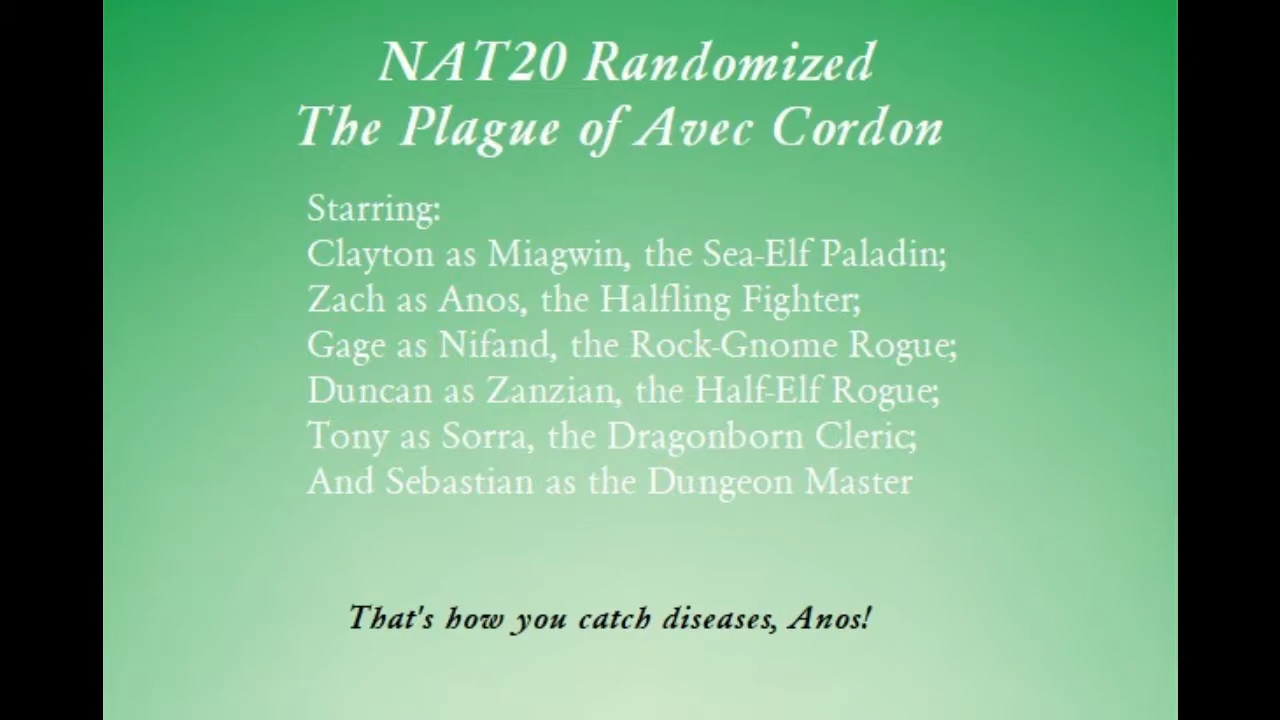 NAT20 Randomized
The Plague of Avec Cordon
Starring:
Clayton as Miagwin, the Sea-Elf Paladin;
Zach as Anos, the Halfling Fighter;
Gage as Nifand, the Rock-Gnome Rogue;
Duncan as Zanzian, the Half-Elf Rogue;
Tony as Sorra, the Dragonborn Cleric;
And Sebastian as the Dungeon Master
That's how you catch diseases, Anos!